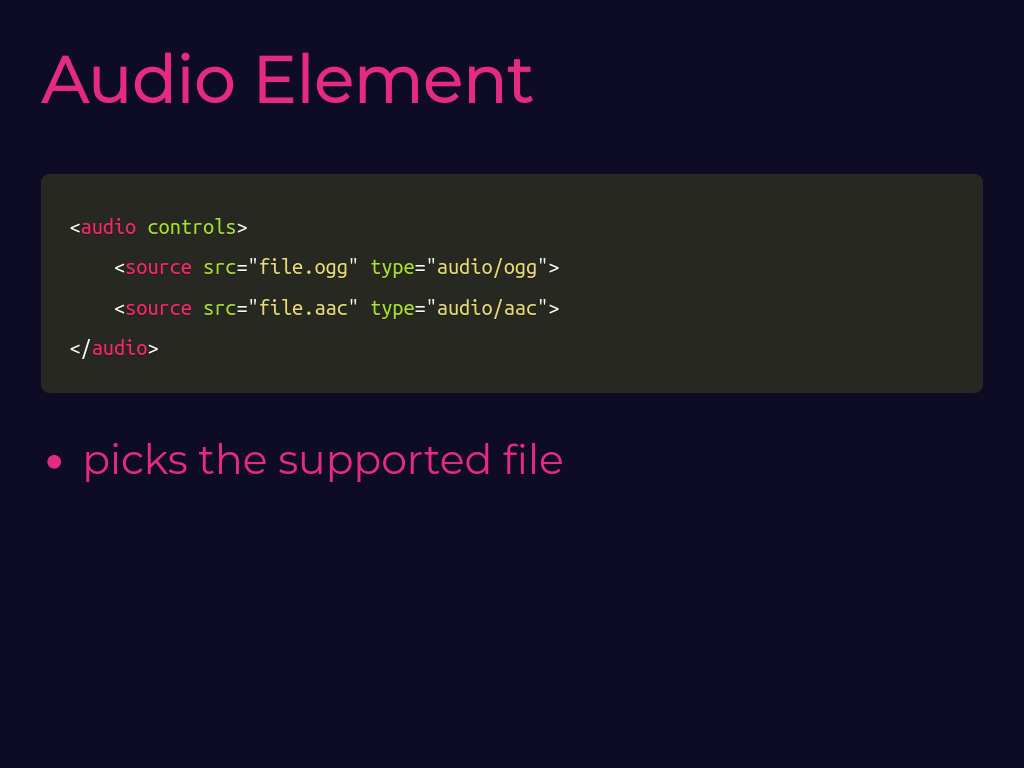 Audio Element
<audio controls>
    <source src="file.ogg" type="audio/ogg">
    <source src="file.aac" type="audio/aac">
</audio>
• picks the supported file